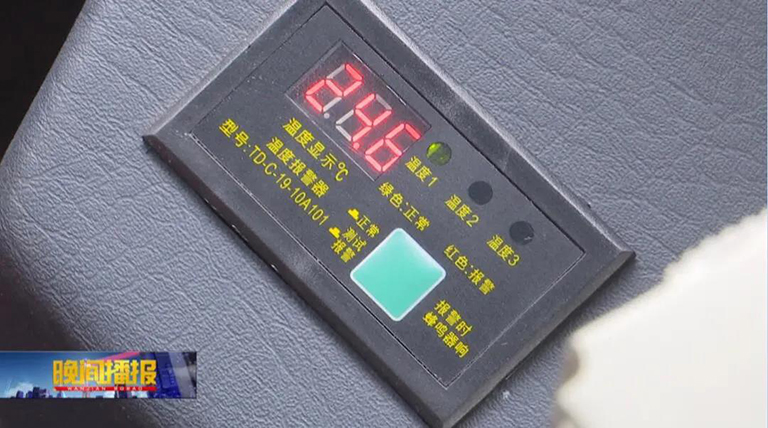 24.6
温度显示℃
温度报警器
型号:TD-C-19-10A101
温度1
温度2
温度3
绿色:正常
红色:报警
正常
测试
报警
报警时
蜂鸣器响
晚间播报